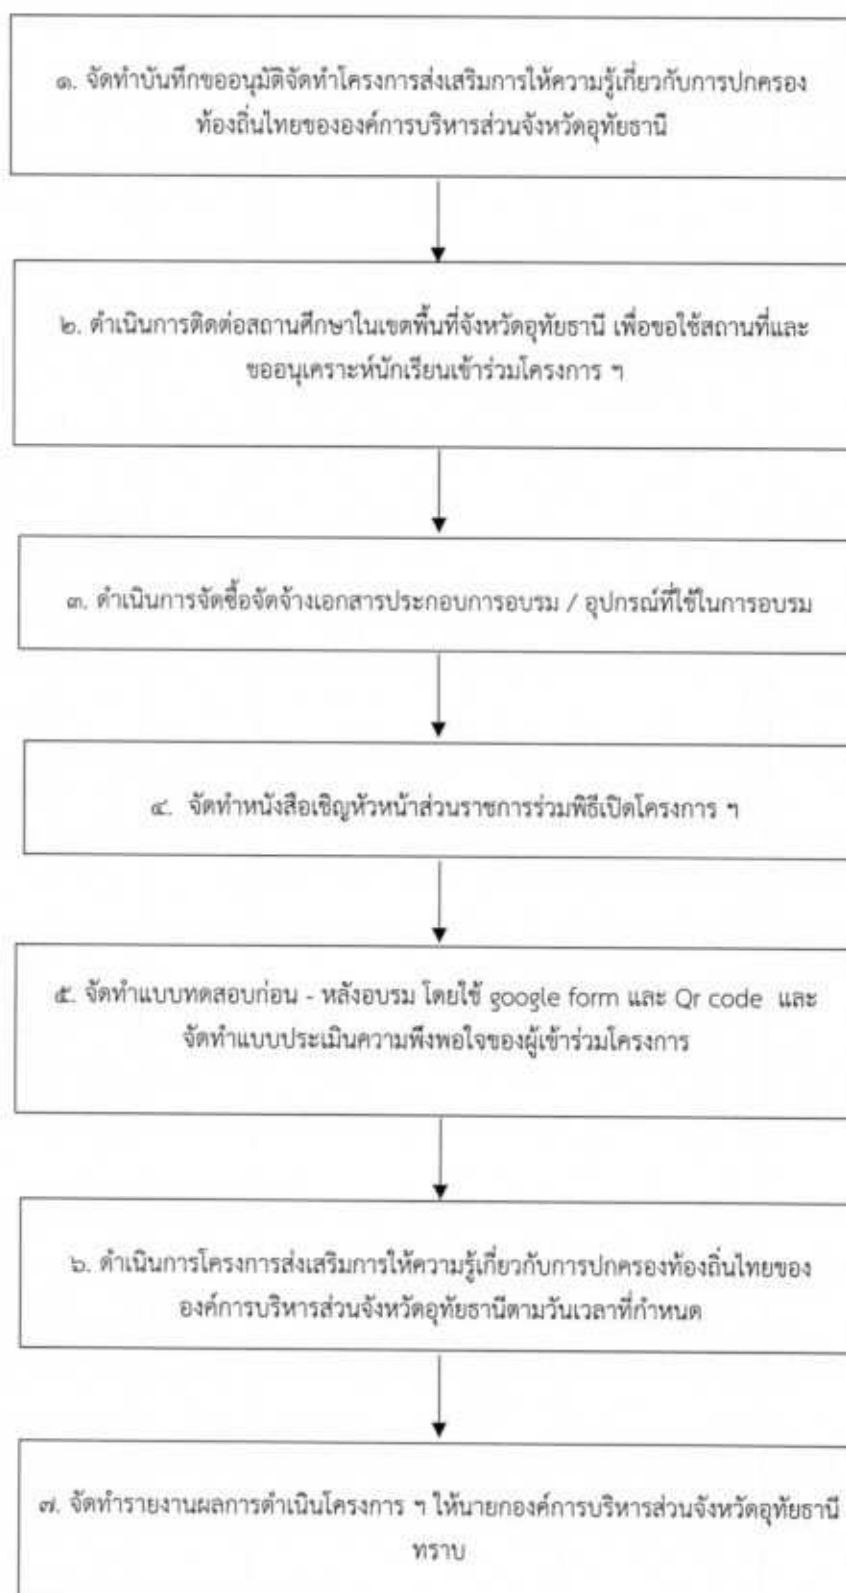 ๑. จัดทำบันทึกขออนุมัติจัดทำโครงการส่งเสริมการให้ความรู้เกี่ยวกับการปกครอง
ท้องถิ่นไทยขององค์การบริหารส่วนจังหวัดอุทัยธานี
๒. ดำเนินการติดต่อสถานศึกษาในเขตพื้นที่จังหวัดอุทัยธานี เพื่อขอใช้สถานที่และ
ขออนุเคราะห์นักเรียนเข้าร่วมโครงการ ฯ
๓. ดำเนินการจัดซื้อจัดจ้างเอกสารประกอบการอบรม / อุปกรณ์ที่ใช้ในการอบรม
๔. จัดทำหนังสือเชิญหัวหน้าส่วนราชการร่วมพิธีเปิดโครงการ ฯ
๕. จัดทำแบบทดสอบก่อน - หลังอบรม โดยใช้ google form และ Qr code และ
จัดทำแบบประเมินความพึงพอใจของผู้เข้าร่วมโครงการ
๖. ดำเนินการโครงการส่งเสริมการให้ความรู้เกี่ยวกับการปกครองท้องถิ่นไทยของ
องค์การบริหารส่วนจังหวัดอุทัยธานีตามวันเวลาที่กำหนด
๗. จัดทำรายงานผลการดำเนินโครงการ ฯ ให้นายกองค์การบริหารส่วนจังหวัดอุทัยธานี
ทราบ